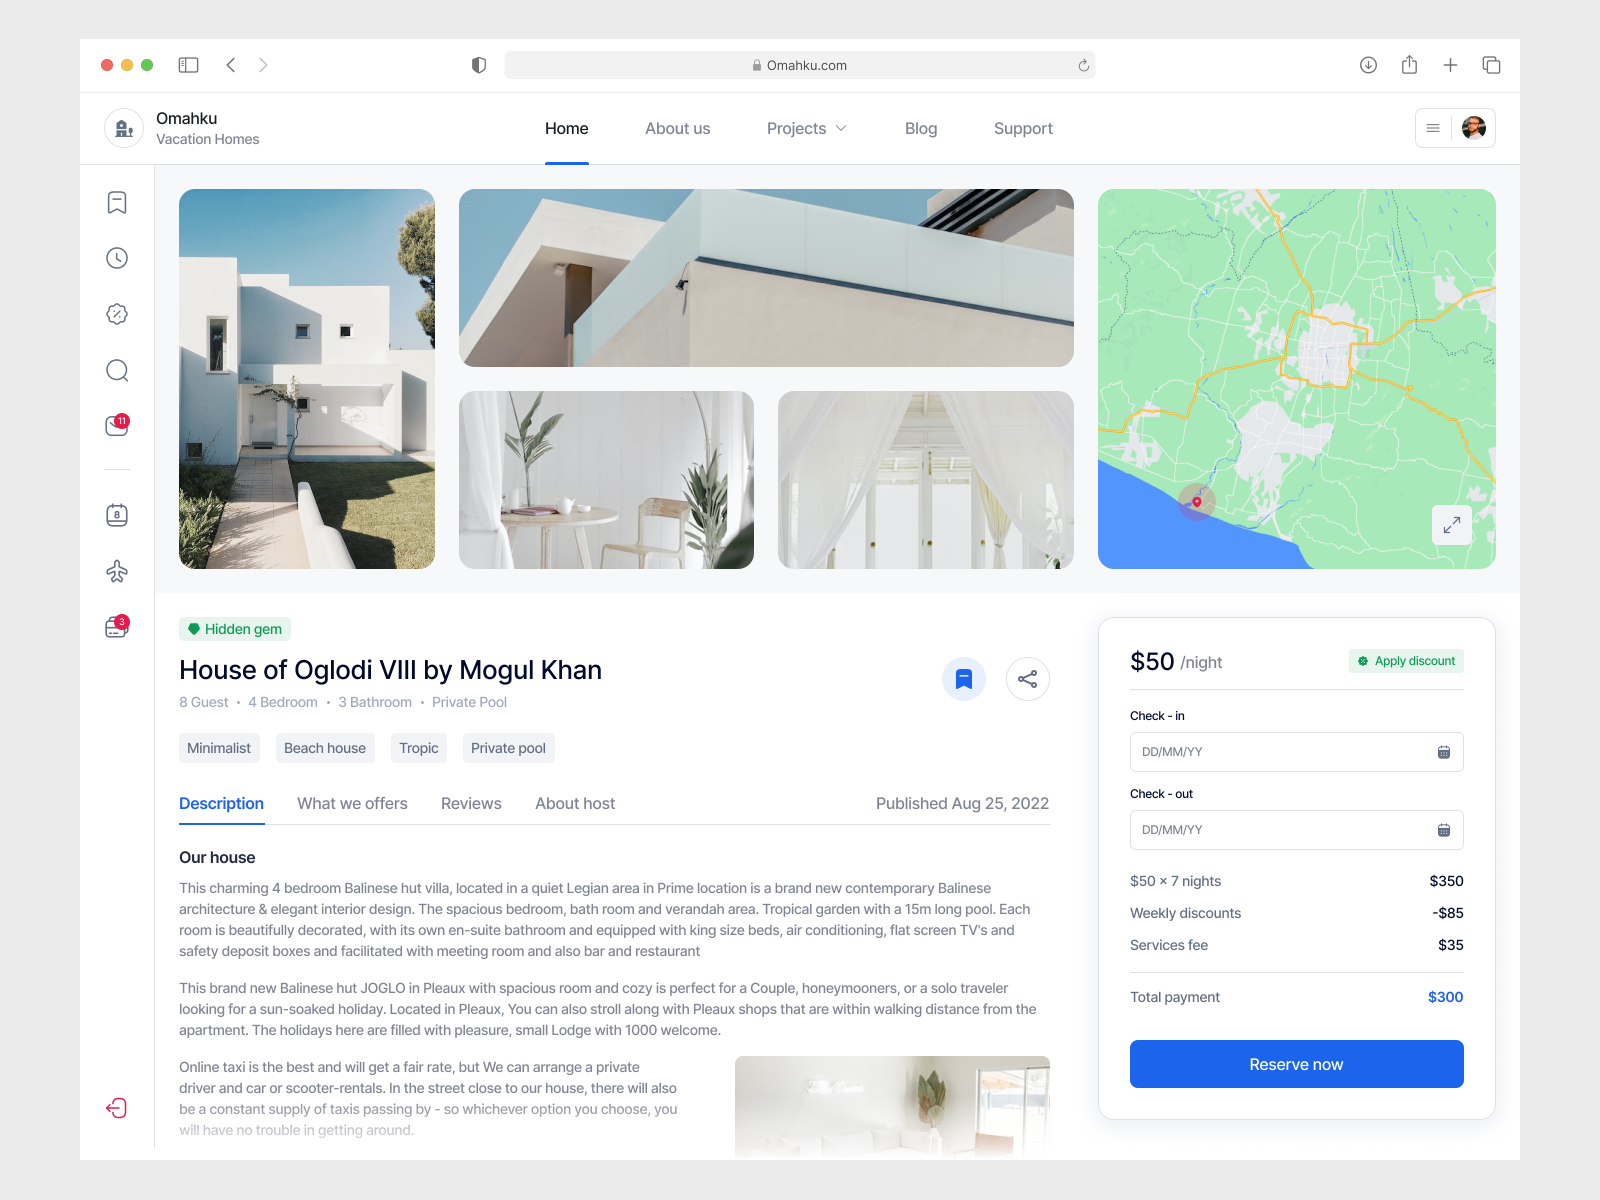 Omahku.com
Omahku
Vacation Homes
Home
About us
Projects
Blog
Support
11
8
3
Hidden gem
House of Oglodi VIII by Mogul Khan
8 Guest • 4 Bedroom • 3 Bathroom • Private Pool
Minimalist
Beach house
Tropic
Private pool
Description
What we offers
Reviews
About host
Published Aug 25, 2022
Our house
This charming 4 bedroom Balinese hut villa, located in a quiet Legian area in Prime location is a brand new contemporary Balinese
architecture & elegant interior design. The spacious bedroom, bath room and verandah area. Tropical garden with a 15m long pool. Each
room is beautifully decorated, with its own en-suite bathroom and equipped with king size beds, air conditioning, flat screen TV's and
safety deposit boxes and facilitated with meeting room and also bar and restaurant
This brand new Balinese hut JOGLO in Pleaux with spacious room and cozy is perfect for a Couple, honeymooners, or a solo traveler
looking for a sun-soaked holiday. Located in Pleaux, You can also stroll along with Pleaux shops that are within walking distance from the
apartment. The holidays here are filled with pleasure, small Lodge with 1000 welcome.
Online taxi is the best and will get a fair rate, but We can arrange a private
driver and car or scooter-rentals. In the street close to our house, there will also
be a constant supply of taxis passing by - so whichever option you choose, you
will have no trouble in getting around.
$50 /night
Apply discount
Check - in
DD/MM/YY
Check - out
DD/MM/YY
$50 × 7 nights $350
Weekly discounts -$85
Services fee $35
Total payment $300
Reserve now